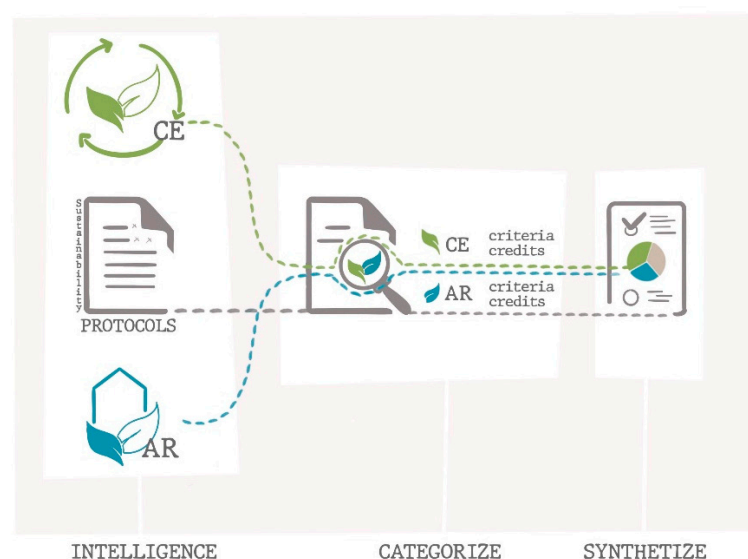 CE
Sustainability
PROTOCOLS
AR
CE criteria
credits
AR criteria
credits
INTELLIGENCE
CATEGORIZE
SYNTHETIZE